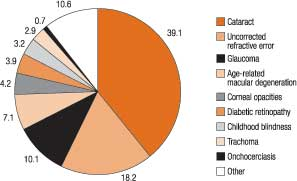 10.6
0.7
2.9
3.2
3.9
4.2
7.1
10.1
18.2
39.1
Cataract
Uncorrected
refractive error
Glaucoma
Age-related
macular degeneration
Corneal opacities
Diabetic retinopathy
Childhood blindness
Trachoma
Onchocerciasis
Other